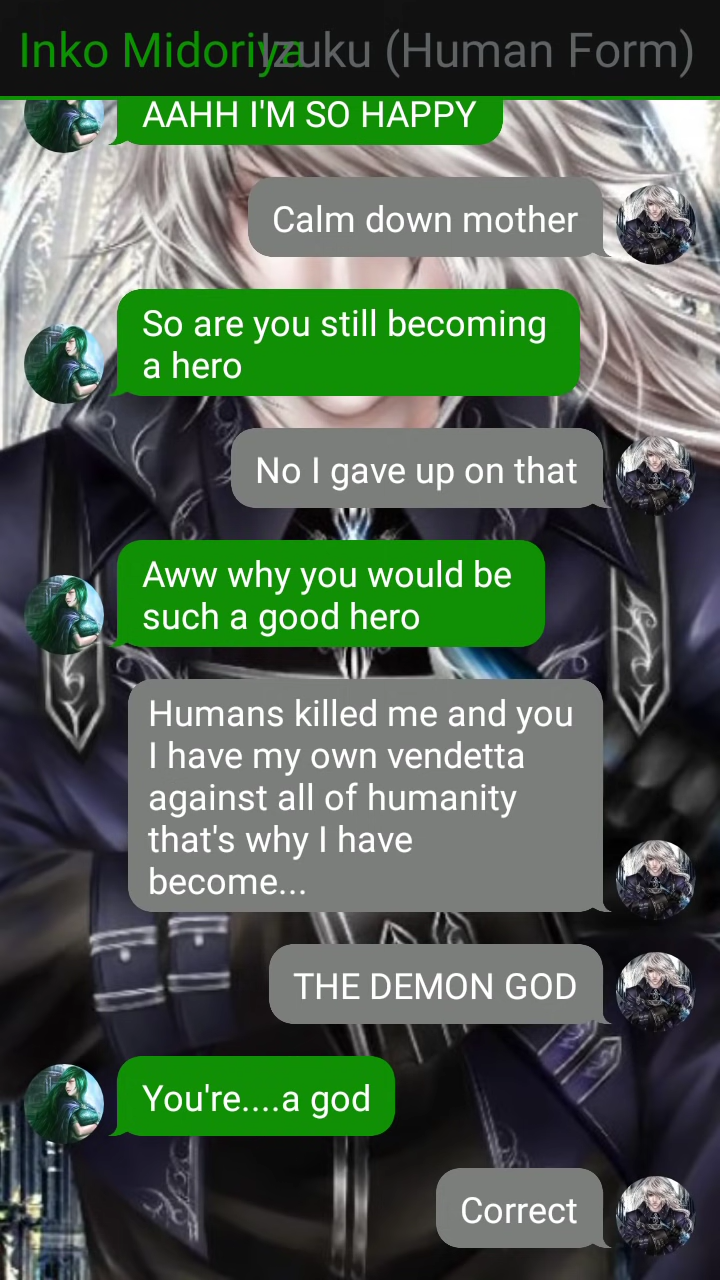 Inko Midoriya Izuku (Human Form)
AAHH I'M SO HAPPY
Calm down mother
So are you still becoming
a hero
No I gave up on that
Aww why you would be
such a good hero
Humans killed me and you
I have my own vendetta
against all of humanity
that's why I have
become...
THE DEMON GOD
You're....a god
Correct